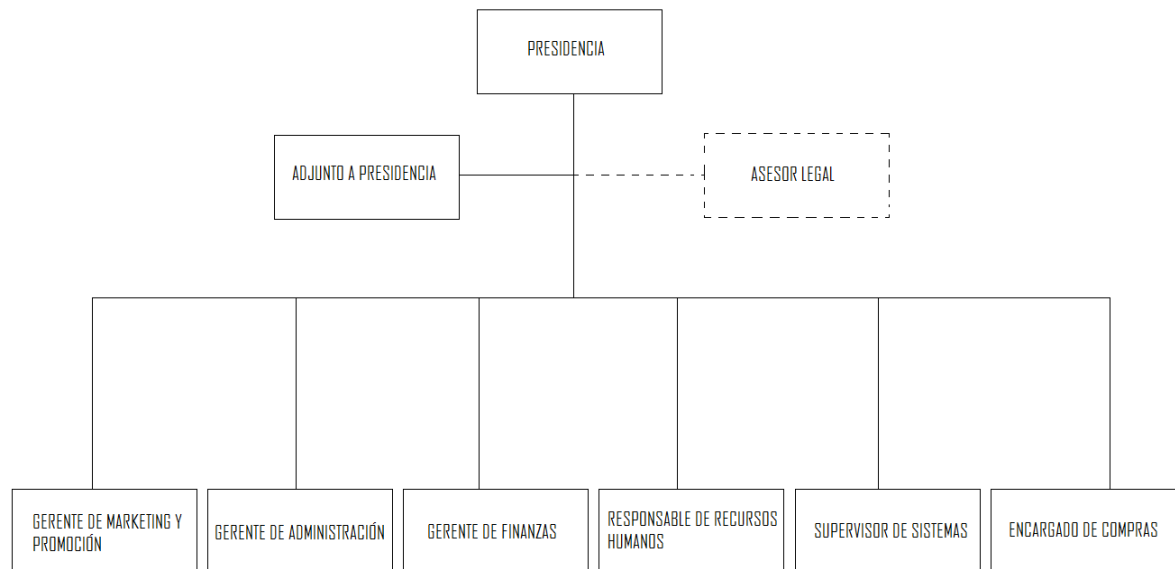 PRESIDENCIA
ADJUNTO A PRESIDENCIA
ASESOR LEGAL
GERENTE DE MARKETING Y
PROMOCIÓN
GERENTE DE ADMINISTRACIÓN
GERENTE DE FINANZAS
RESPONSABLE DE RECURSOS
HUMANOS
SUPERVISOR DE SISTEMAS
ENCARGADO DE COMPRAS